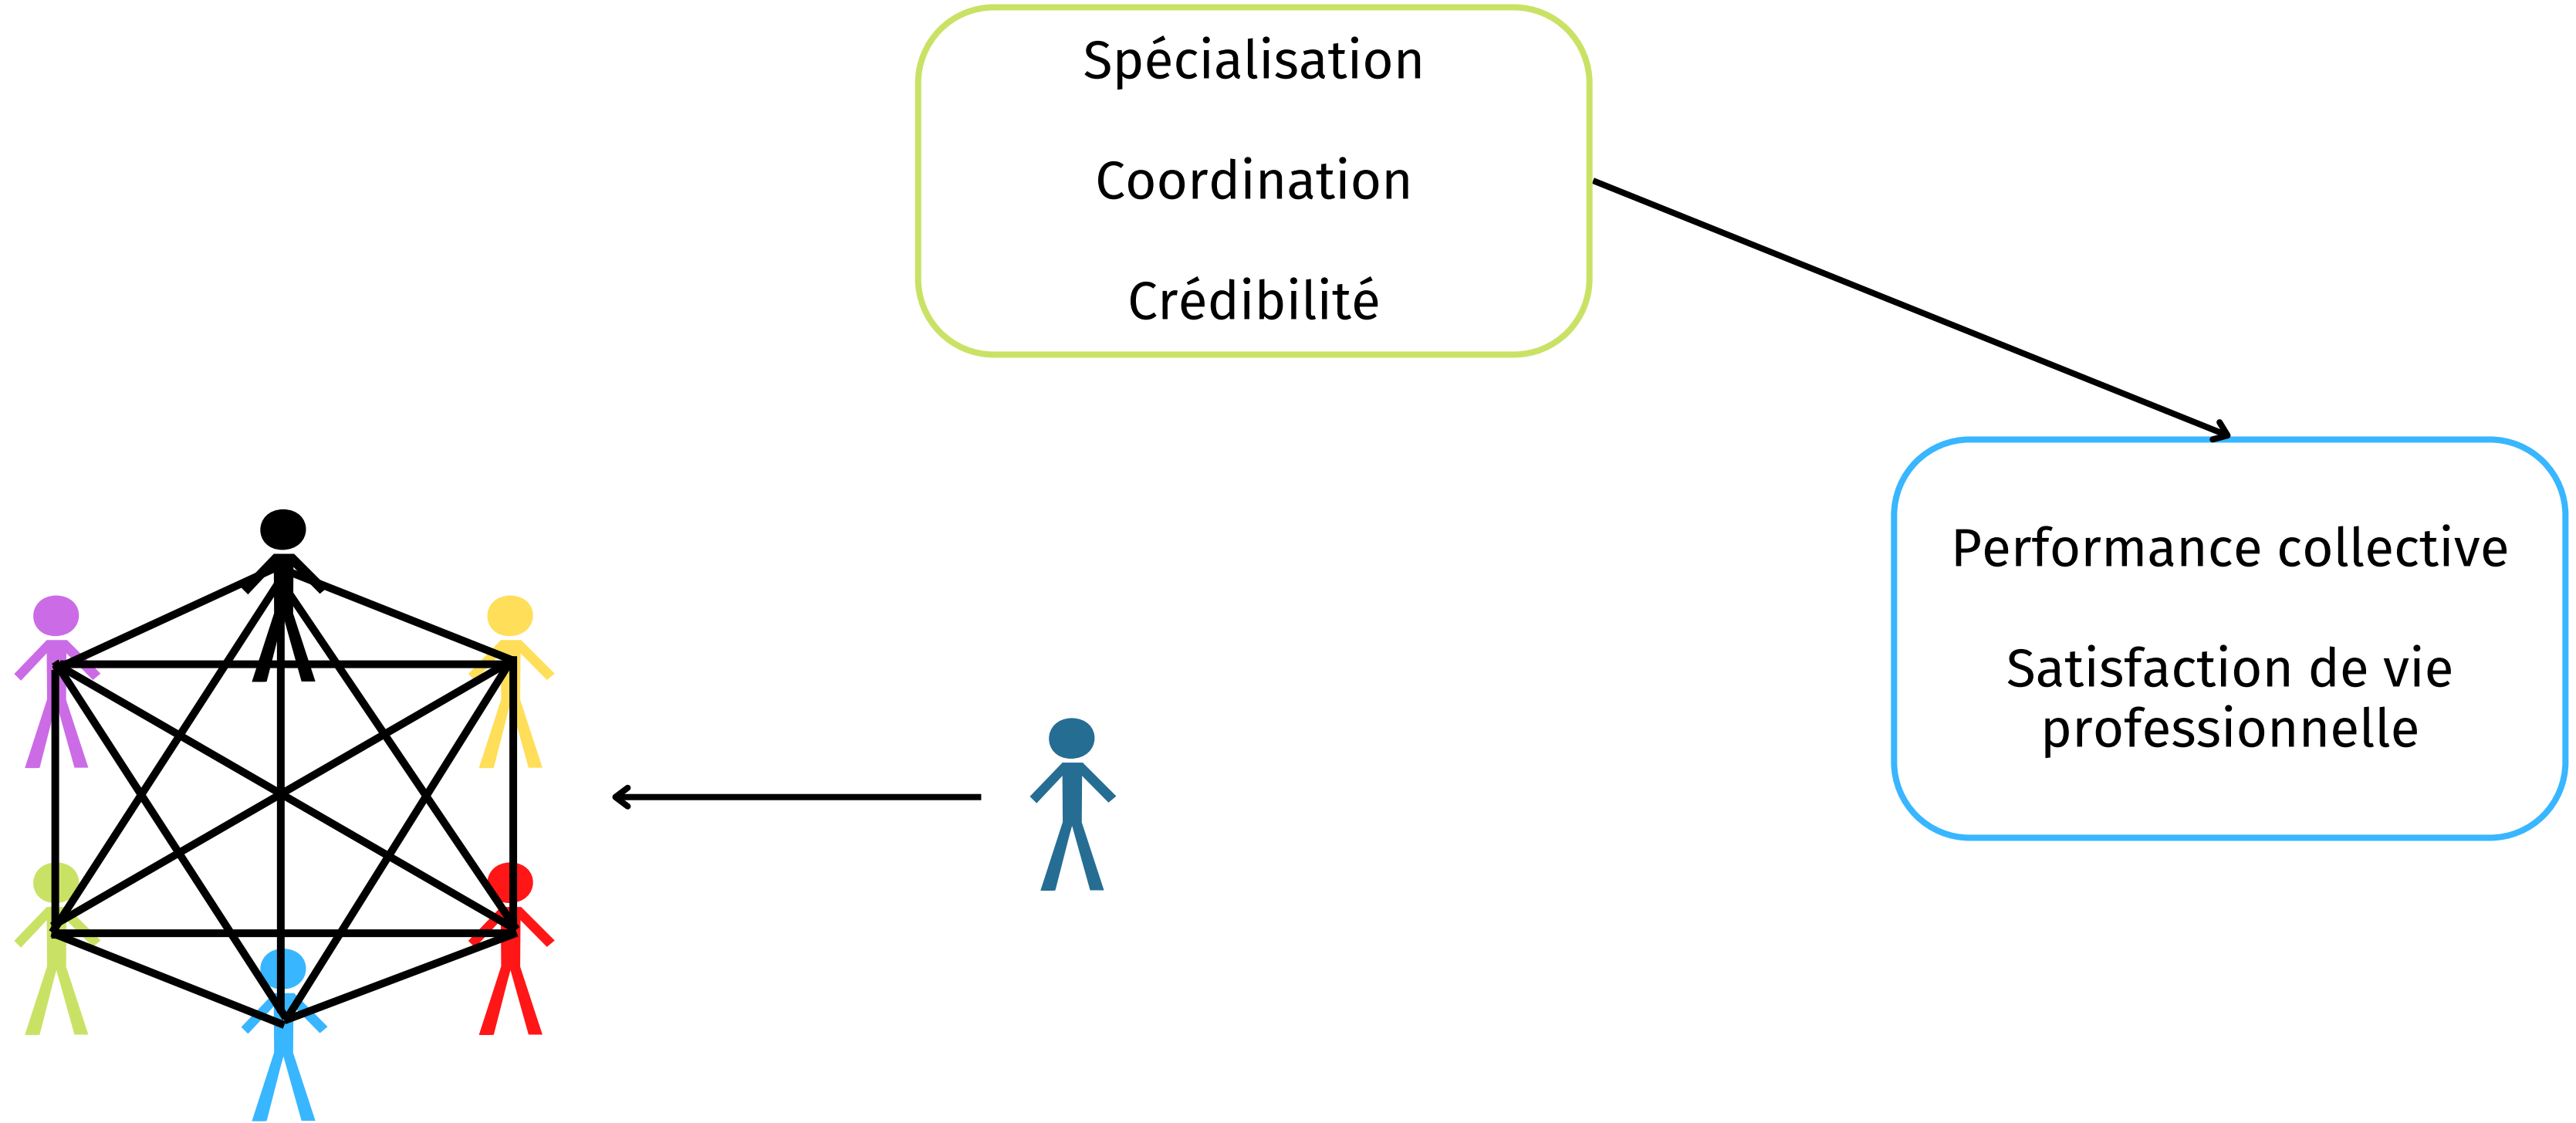 Spécialisation
Coordination
Crédibilité
Performance collective
Satisfaction de vie
professionnelle